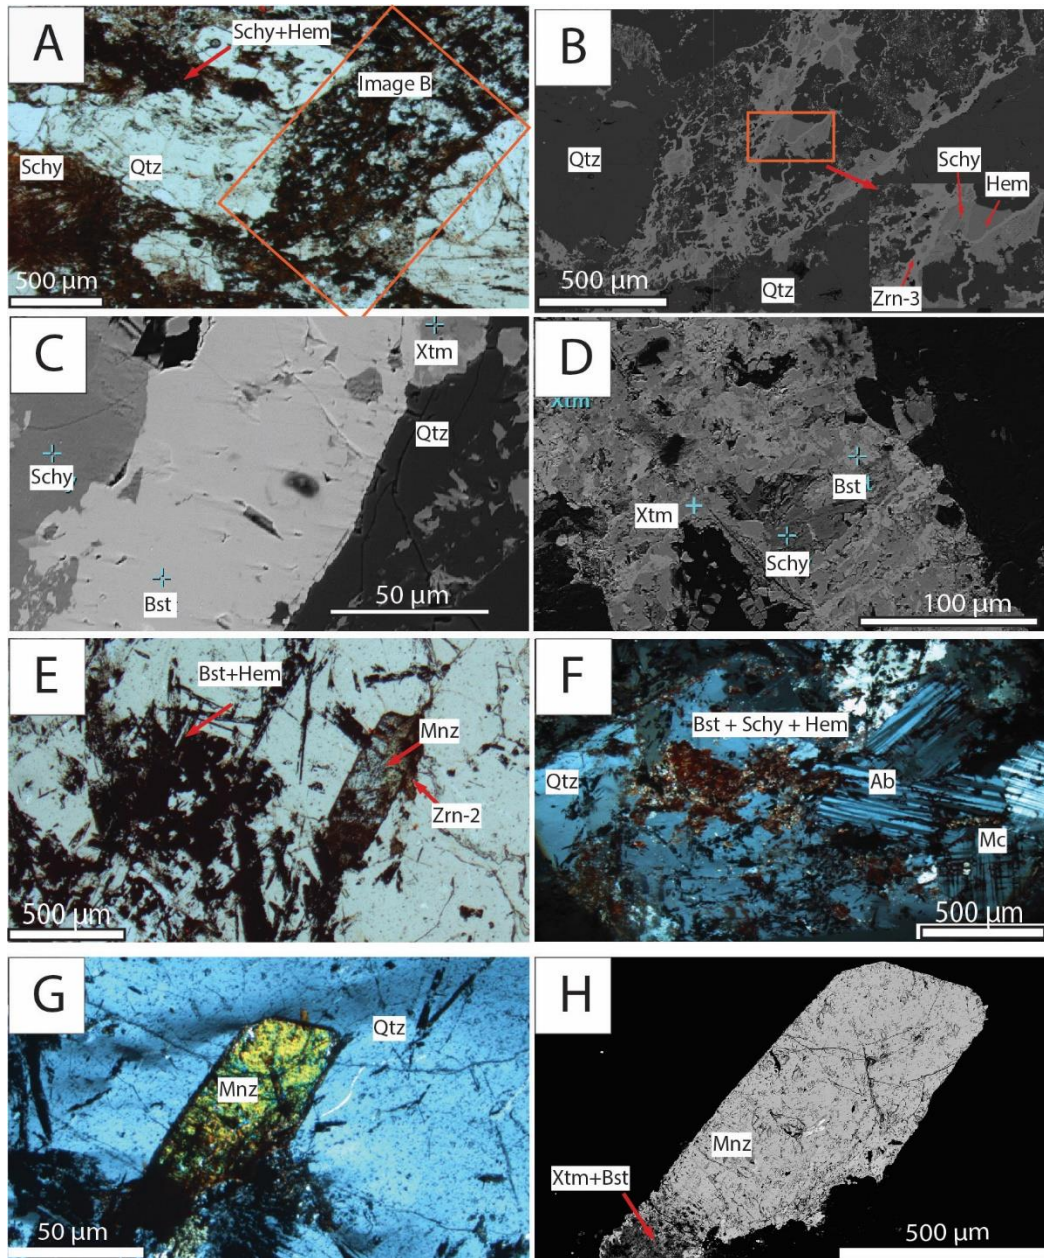 A
Schy+Hem
Image B
Schy
Qtz
500 µm
B
Qtz
Schy
Hem
Zrn-3
Qtz
500 µm
C
Xtm
Qtz
Schy
Bst
50 µm
D
Xtm
Bst
Xtm
Schy
100 µm
E
Bst+Hem
Mnz
Zrn-2
500 µm
F
Bst + Schy + Hem
Qtz
Ab
Mc
500 µm
G
Qtz
Mnz
50 µm
H
Mnz
Xtm+Bst
500 µm